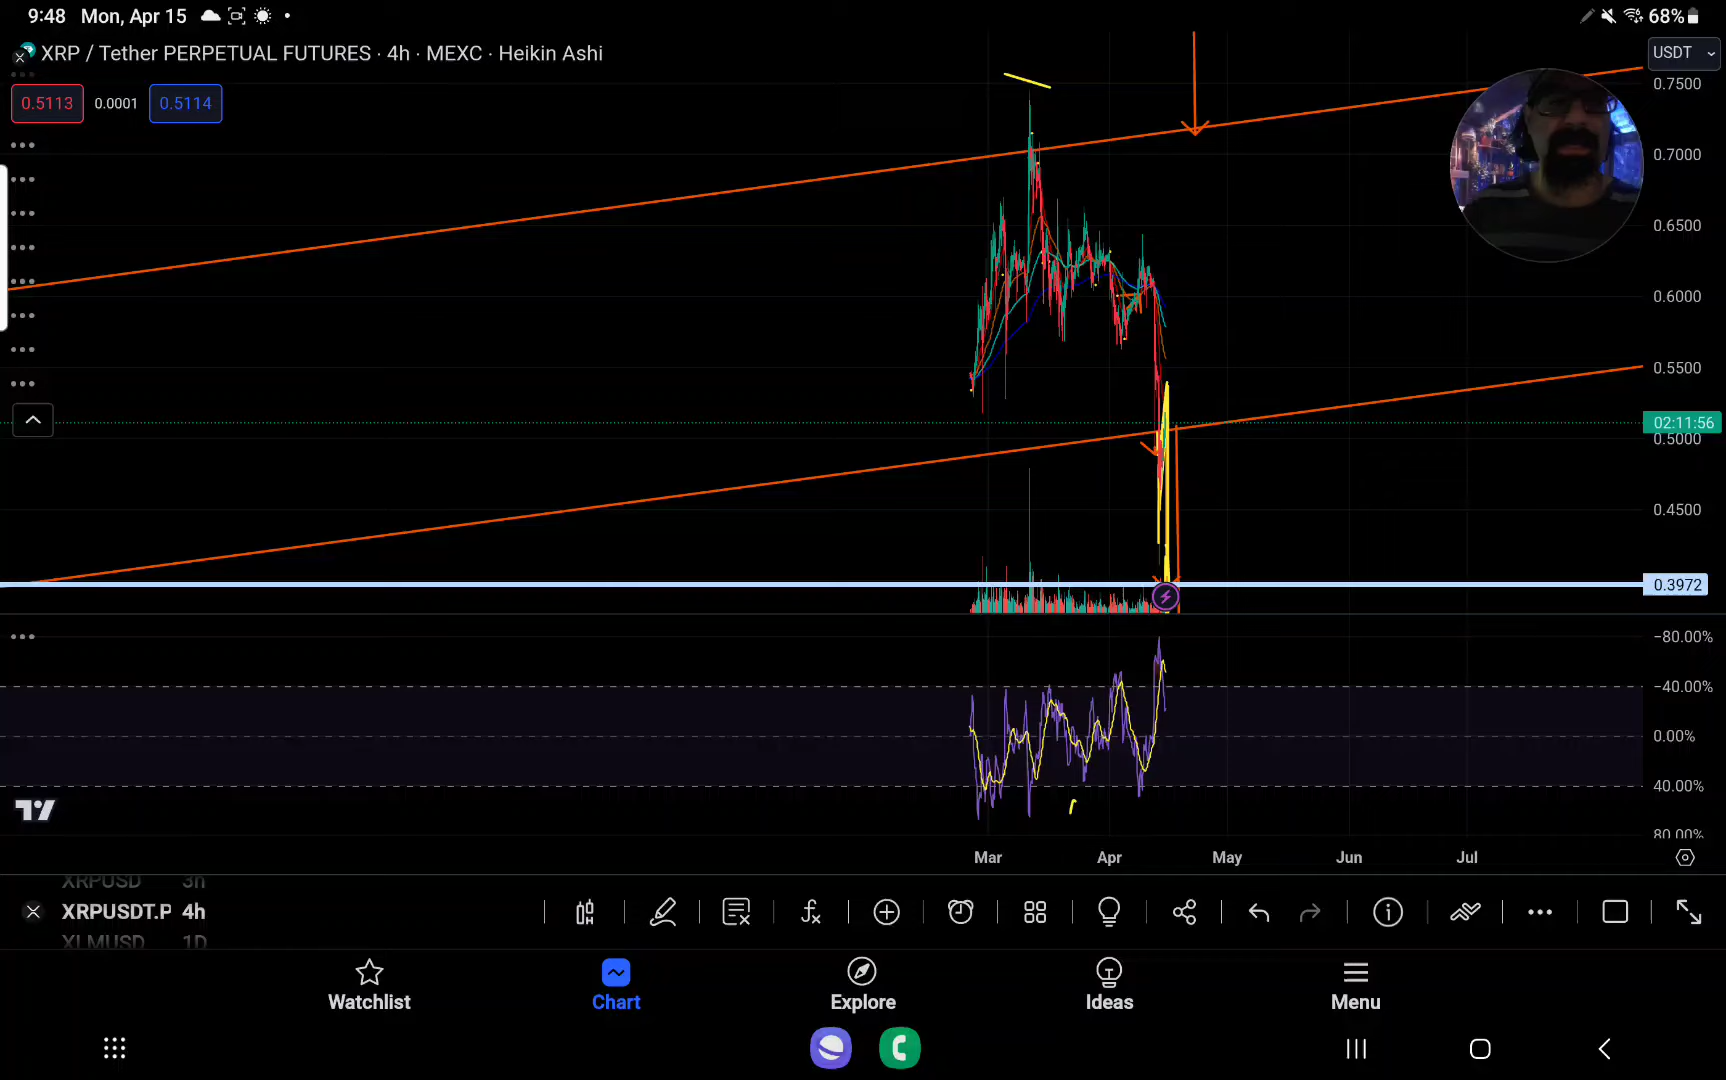 9:48 Mon, Apr 15 68%
XRP / Tether PERPETUAL FUTURES · 4h · MEXC · Heikin Ashi
USDT
0.5113 0.0001 0.5114
0.7500
0.7000
0.6500
0.6000
0.5500
02:11:56
0.5000
0.4500
0.3972
−80.00%
−40.00%
0.00%
40.00%
80.00%
Mar Apr May Jun Jul
XRPUSD 3h
XRPUSDT.P 4h
XLMUSD 1D
Watchlist Chart Explore Ideas Menu